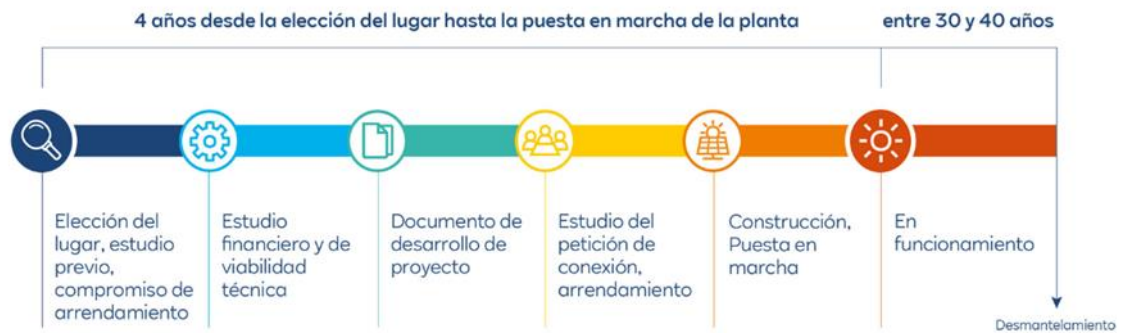 4 años desde la elección del lugar hasta la puesta en marcha de la planta
entre 30 y 40 años
Elección del
lugar, estudio
previo,
compromiso de
arrendamiento
Estudio
financiero y de
viabilidad
técnica
Documento de
desarrollo de
proyecto
Estudio del
petición de
conexión,
arrendamiento
Construcción,
Puesta en
marcha
En
funcionamiento
Desmantelamiento